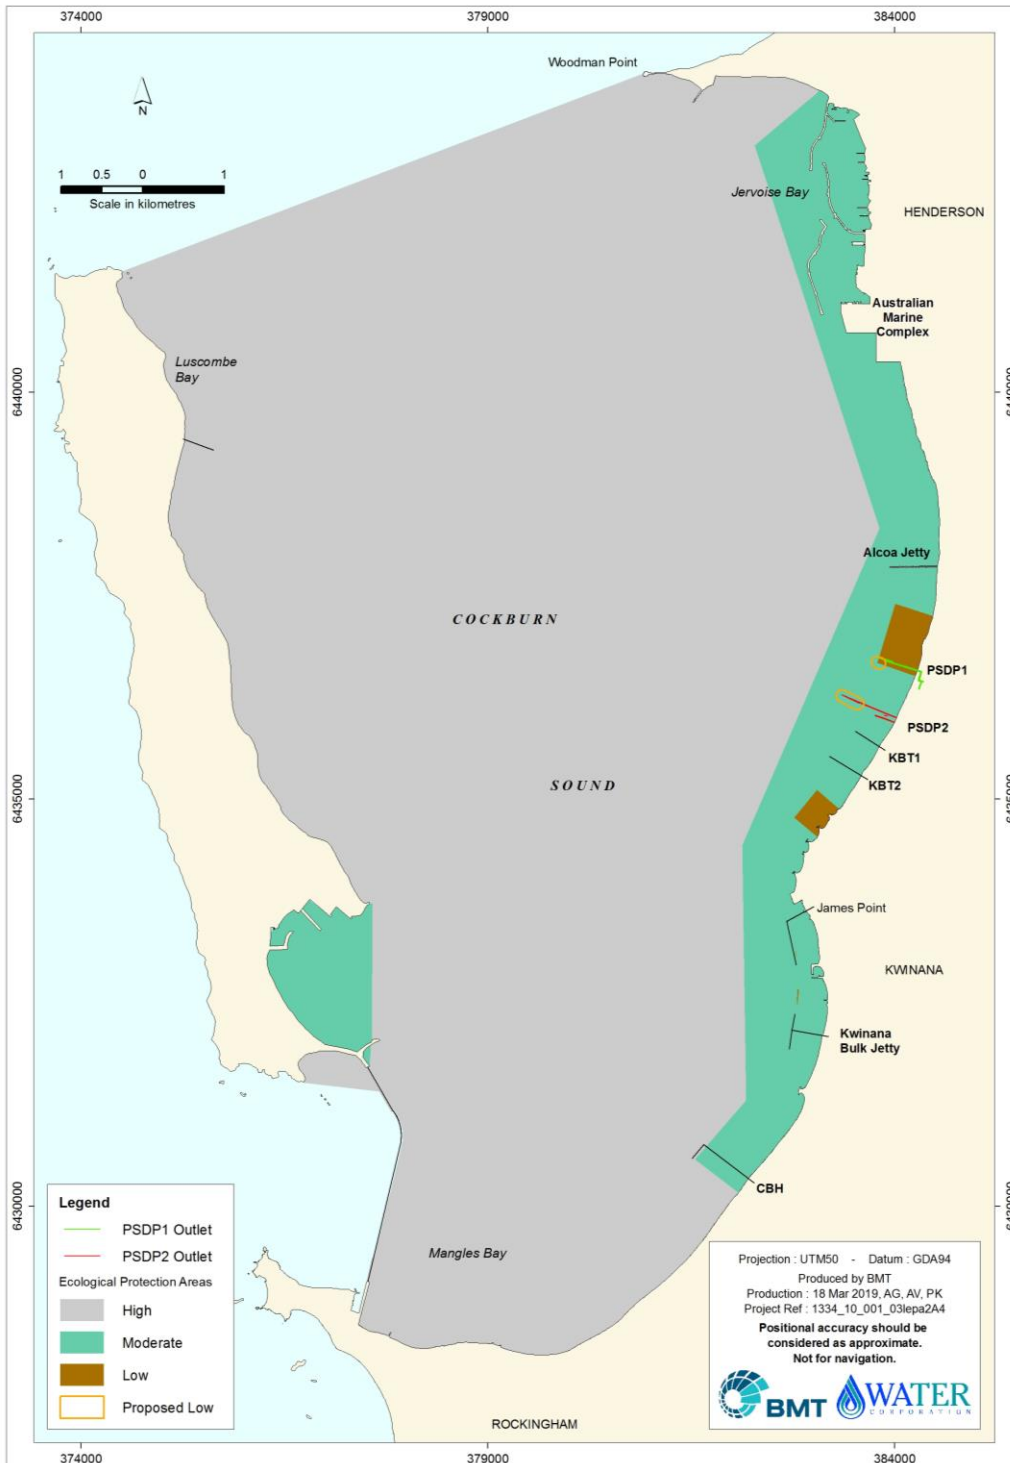 374000
379000
384000
Woodman Point
N
1 0.5 0 1
Scale in kilometres
Jervoise Bay
HENDERSON
Australian
Marine
Complex
Luscombe
Bay
6440000
6440000
Alcoa Jetty
COCKBURN
PSDP1
PSDP2
KBT1
SOUND
KBT2
6435000
6435000
James Point
KWINANA
Kwinana
Bulk Jetty
CBH
6430000
6430000
Mangles Bay
Legend
PSDP1 Outlet
PSDP2 Outlet
Ecological Protection Areas
High
Moderate
Low
Proposed Low
Projection : UTM50 - Datum : GDA94
Produced by BMT
Production : 18 Mar 2019, AG, AV, PK
Project Ref : 1334_10_001_03lepa2A4
Positional accuracy should be
considered as approximate.
Not for navigation.
BMT
WATER
CORPORATION
ROCKINGHAM
374000
379000
384000